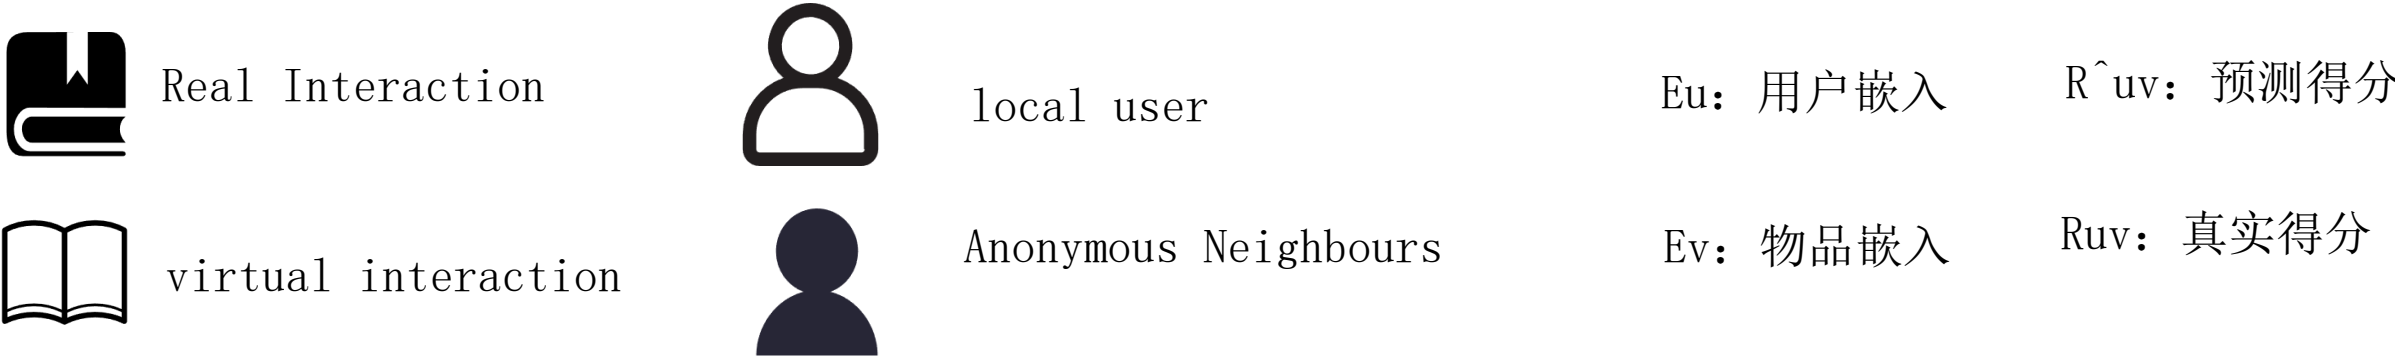 Real Interaction
local user
Eu：用户嵌入
R^uv：预测得分
virtual interaction
Anonymous Neighbours
Ev：物品嵌入
Ruv：真实得分